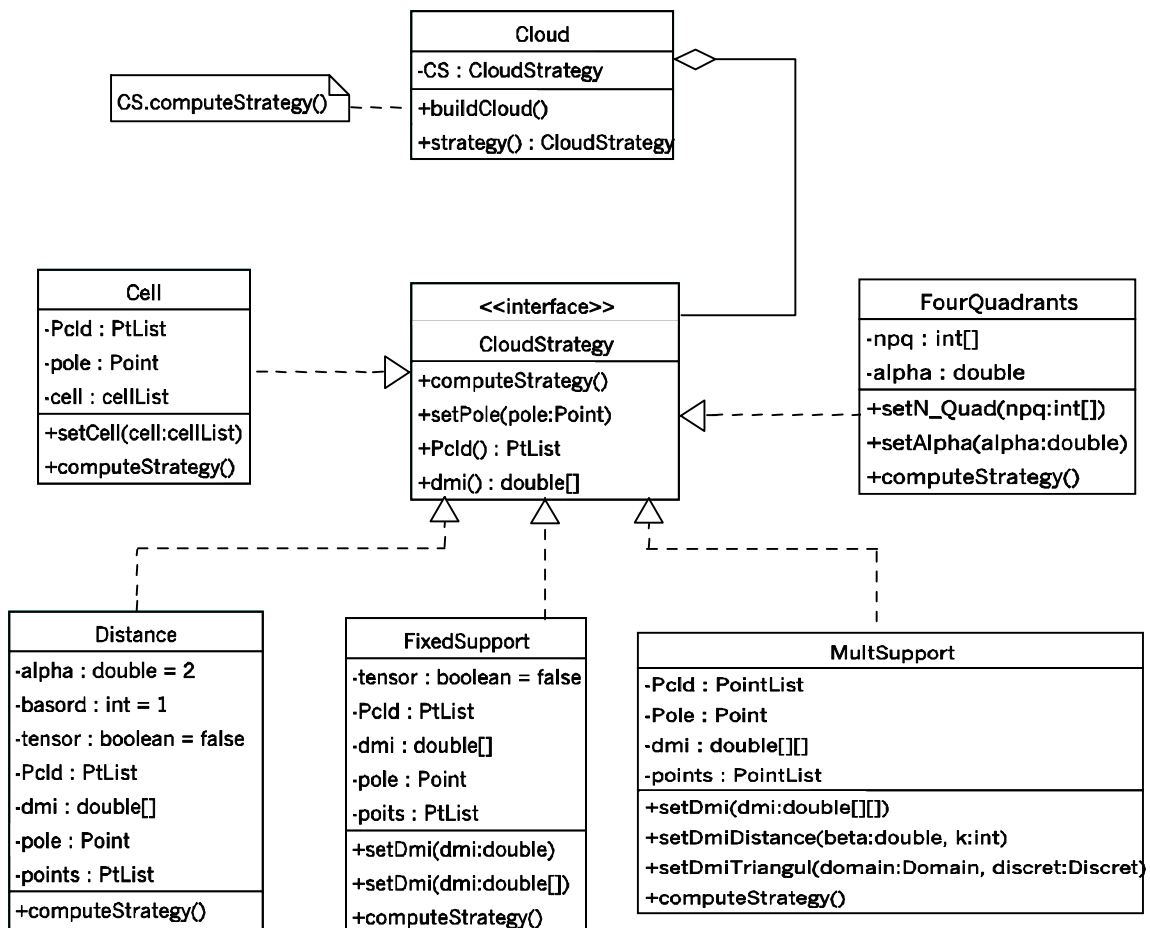 Cloud
-CS : CloudStrategy
+buildCloud()
+strategy() : CloudStrategy
CS.computeStrategy()
Cell
-Pcld : PtList
-pole : Point
-cell : cellList
+setCell(cell:cellList)
+computeStrategy()
<<interface>>
CloudStrategy
+computeStrategy()
+setPole(pole:Point)
+Pcld() : PtList
+dmi() : double[]
FourQuadrants
-npq : int[]
-alpha : double
+setN_Quad(npq:int[])
+setAlpha(alpha:double)
+computeStrategy()
Distance
-alpha : double = 2
-basord : int = 1
-tensor : boolean = false
-Pcld : PtList
-dmi : double[]
-pole : Point
-points : PtList
+computeStrategy()
FixedSupport
-tensor : boolean = false
-Pcld : PtList
-dmi : double[]
-pole : Point
-poits : PtList
+setDmi(dmi:double)
+setDmi(dmi:double[])
+computeStrategy()
MultSupport
-Pcld : PointList
-Pole : Point
-dmi : double[][]
-points : PointList
+setDmi(dmi:double[][])
+setDmiDistance(beta:double, k:int)
+setDmiTriangul(domain:Domain, discret:Discret)
+computeStrategy()